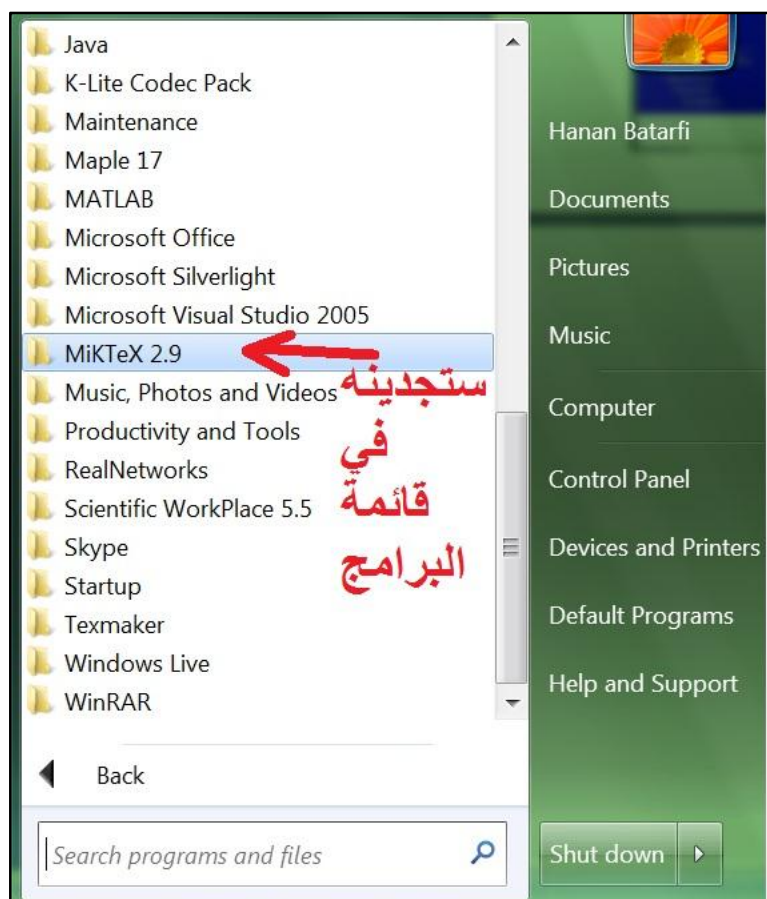 Java
K-Lite Codec Pack
Maintenance
Maple 17
MATLAB
Microsoft Office
Microsoft Silverlight
Microsoft Visual Studio 2005
MiKTeX 2.9
Music, Photos and Videos
Productivity and Tools
RealNetworks
Scientific WorkPlace 5.5
Skype
Startup
Texmaker
Windows Live
WinRAR
Back
Search programs and files
ستجدينه
في
قائمة
البرامج
Hanan Batarfi
Documents
Pictures
Music
Computer
Control Panel
Devices and Printers
Default Programs
Help and Support
Shut down